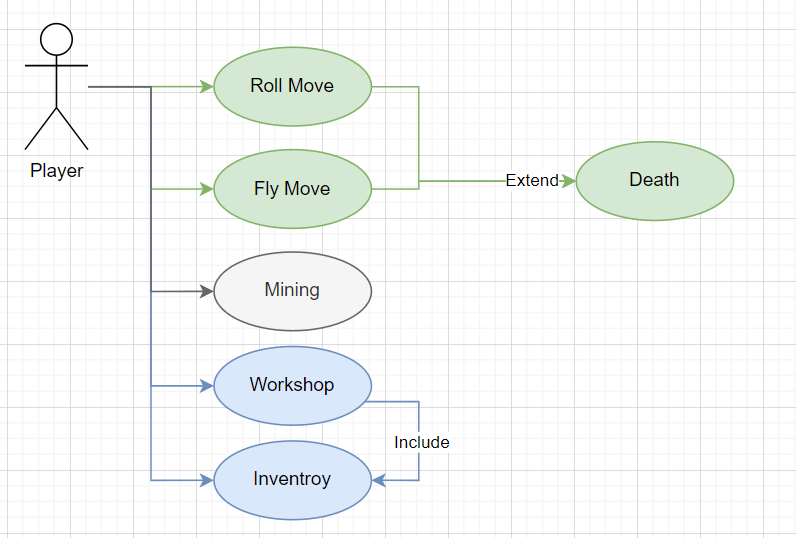 Roll Move
Player
Fly Move
Extend
Death
Mining
Workshop
Include
Inventroy